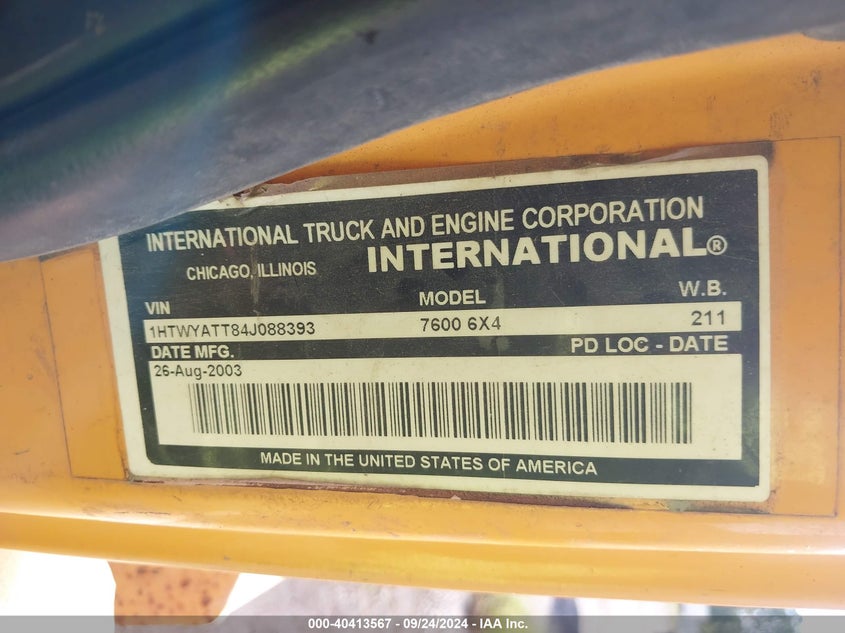 INTERNATIONAL TRUCK AND ENGINE CORPORATION
CHICAGO, ILLINOIS INTERNATIONAL®
VIN MODEL W.B.
1HTWYATT84J088393 7600 6X4 211
DATE MFG. PD LOC - DATE
26-Aug-2003
MADE IN THE UNITED STATES OF AMERICA
000-40413567 - 09/24/2024 - IAA Inc.